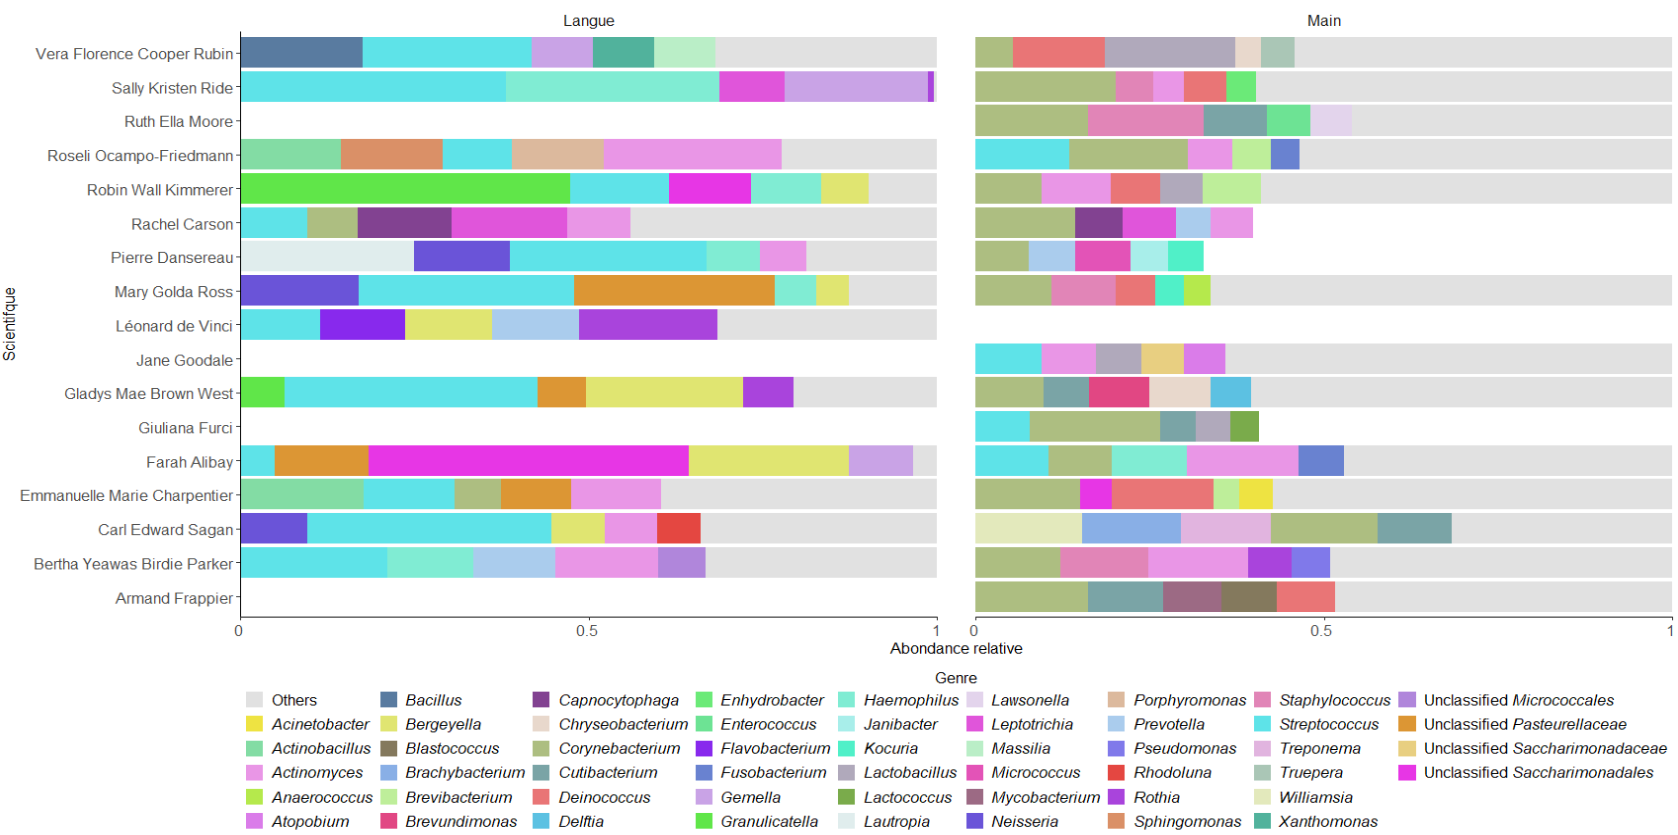 Langue
Main
Scientifque
Vera Florence Cooper Rubin
Sally Kristen Ride
Ruth Ella Moore
Roseli Ocampo-Friedmann
Robin Wall Kimmerer
Rachel Carson
Pierre Dansereau
Mary Golda Ross
Léonard de Vinci
Jane Goodale
Gladys Mae Brown West
Giuliana Furci
Farah Alibay
Emmanuelle Marie Charpentier
Carl Edward Sagan
Bertha Yeawas Birdie Parker
Armand Frappier
0 0.5 1 0 0.5 1
Abondance relative
Genre
Others Bacillus Capnocytophaga Enhydrobacter Haemophilus Lawsonella Porphyromonas Staphylococcus Unclassified Micrococcales
Acinetobacter Bergeyella Chryseobacterium Enterococcus Janibacter Leptotrichia Prevotella Streptococcus Unclassified Pasteurellaceae
Actinobacillus Blastococcus Corynebacterium Flavobacterium Kocuria Massilia Pseudomonas Treponema Unclassified Saccharimonadaceae
Actinomyces Brachybacterium Cutibacterium Fusobacterium Lactobacillus Micrococcus Rhodoluna Truepera Unclassified Saccharimonadales
Anaerococcus Brevibacterium Deinococcus Gemella Lactococcus Mycobacterium Rothia Williamsia
Atopobium Brevundimonas Delftia Granulicatella Lautropia Neisseria Sphingomonas Xanthomonas